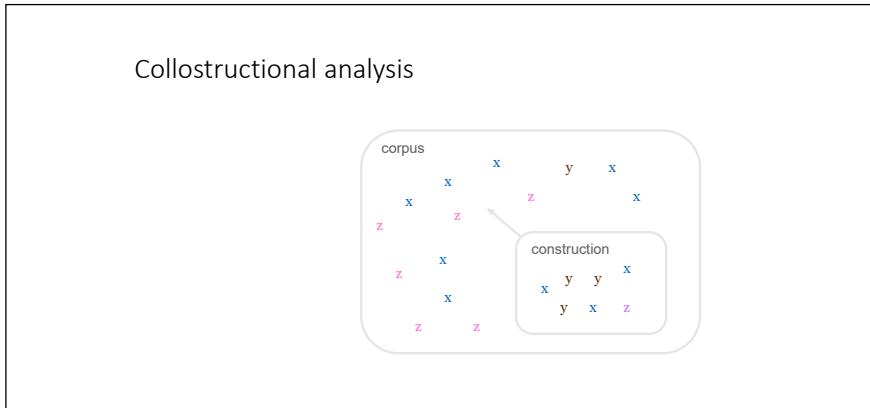 Collostructional analysis
corpus
x
y x
x
x z x
z z
construction
x x
z y y
x
x y x z
z z